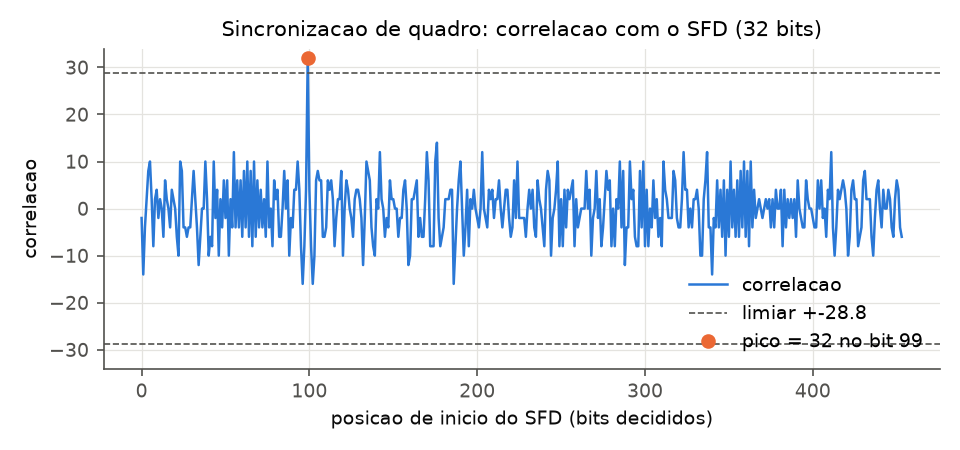 Sincronizacao de quadro: correlacao com o SFD (32 bits)
correlacao
30
20
10
0
−10
−20
−30
correlacao
limiar +-28.8
pico = 32 no bit 99
0 100 200 300 400
posicao de inicio do SFD (bits decididos)